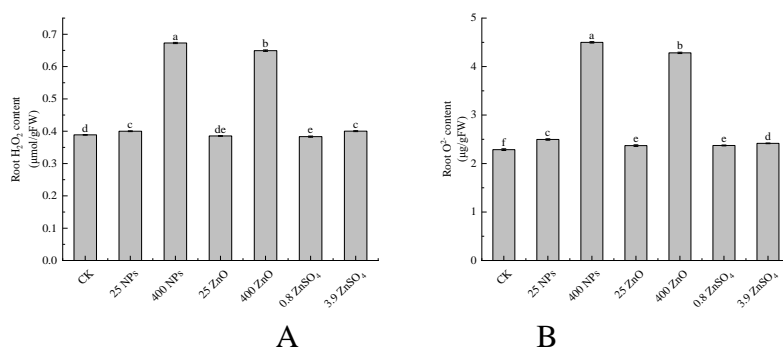 Root H₂O₂ content
(μmol/gFW)
0.7
0.6
0.5
0.4
0.3
0.2
0.1
0.0
d
c
a
de
b
e
c
CK
25 NPs
400 NPs
25 ZnO
400 ZnO
0.8 ZnSO₄
3.9 ZnSO₄
A
Root O²⁻ content
(μg/gFW)
5
4
3
2
1
0
f
c
a
e
b
e
d
CK
25 NPs
400 NPs
25 ZnO
400 ZnO
0.8 ZnSO₄
3.9 ZnSO₄
B